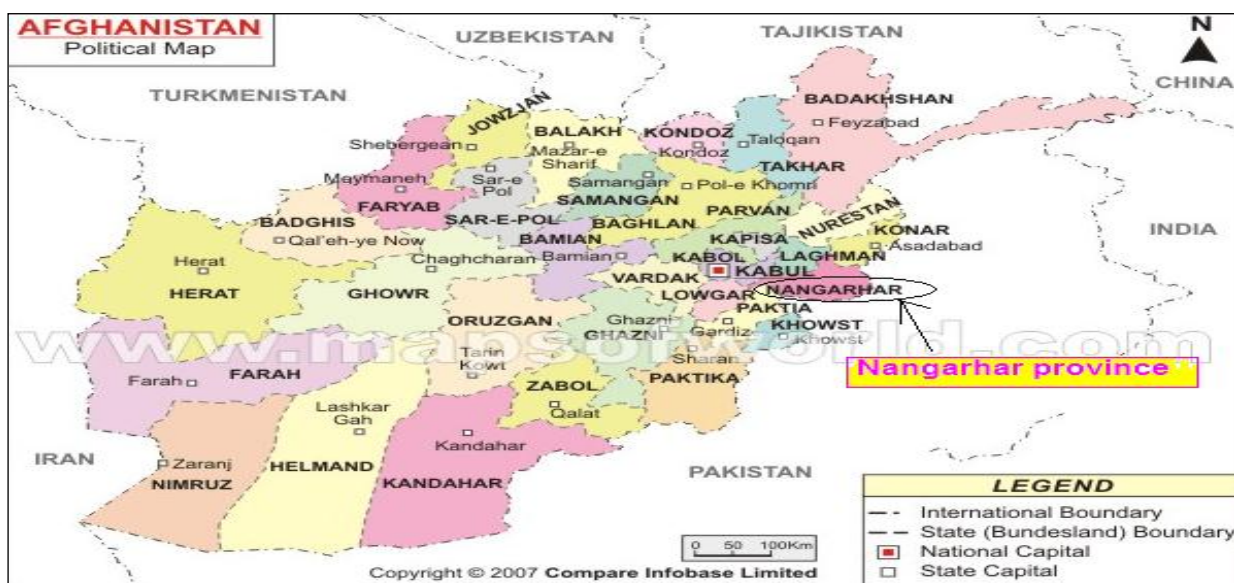 AFGHANISTAN
Political Map
UZBEKISTAN
TAJIKISTAN
N
CHINA
TURKMENISTAN
JOWZJAN
BADAKHSHAN
Feyzabad
Shebergean
BALAKH
Mazar-e
Sharif
KONDOZ
Kondoz
Taloqan
TAKHAR
Meymaneh
FARYAB
Sar-e
Pol
SAR-E-POL
Samangan
SAMANGAN
Pol-e Khomri
BAGHLAN
PARVAN
NURESTAN
KONAR
Asadabad
INDIA
BADGHIS
Qal'eh-ye Now
BAMIAN
Bamian
KAPISA
LAGHMAN
KABOL
KABUL
Herat
HERAT
Chaghcharan
GHOWR
VARDAK
LOWGAR
NANGARHAR
PAKTIA
ORUZGAN
Ghazni
GHAZNI
Gardiz
KHOWST
Khowst
www.mapsofworld.com
Nangarhar province
Farah
FARAH
Tarin
Kowt
Sharan
PAKTIKA
ZABOL
Qalat
Lashkar
Gah
Kandahar
IRAN
Zaranj
NIMRUZ
HELMAND
KANDAHAR
PAKISTAN
LEGEND
International Boundary
State (Bundesland) Boundary
National Capital
State Capital
0 50 100Km
Copyright © 2007 Compare Infobase Limited